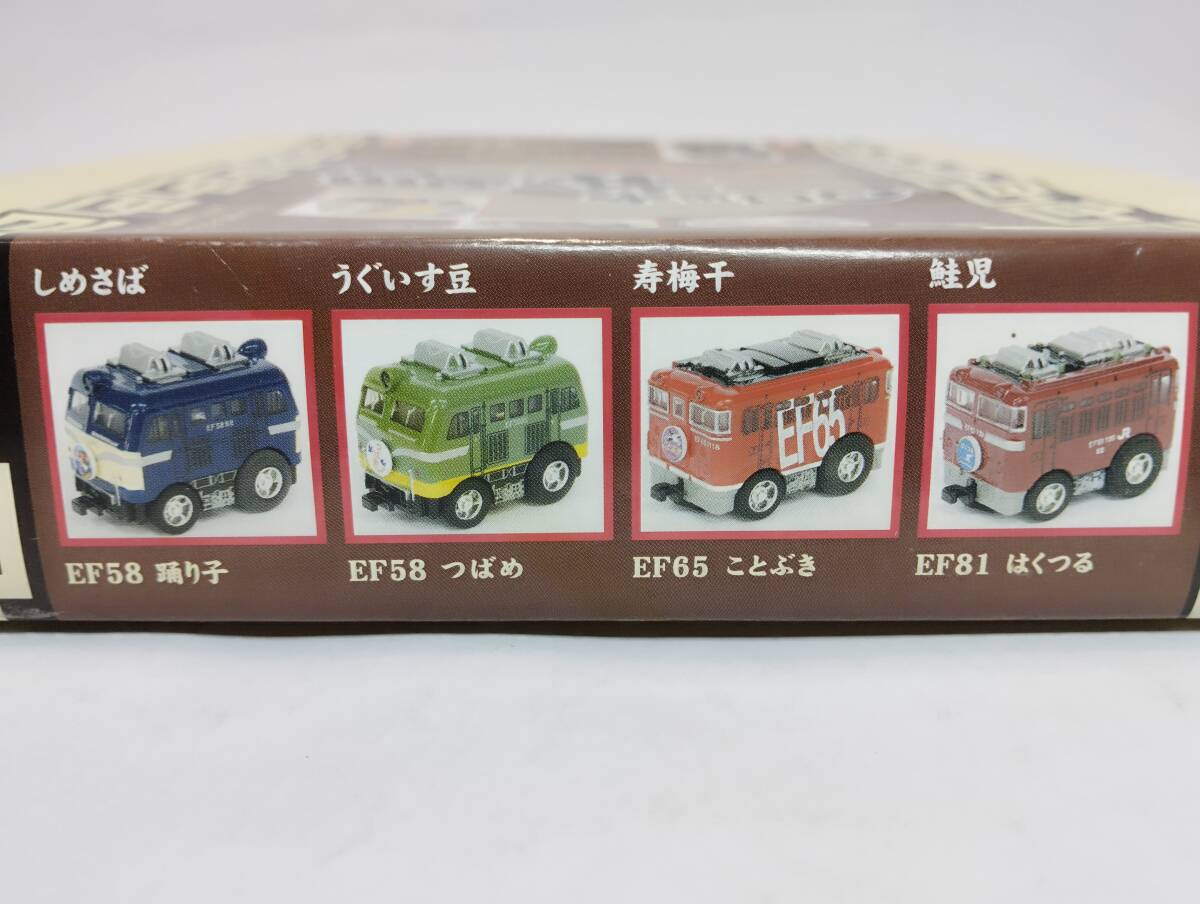 しめさば
うぐいす豆
寿梅干
鮭児
EF65
JR
EF58 踊り子
EF58 つばめ
EF65 ことぶき
EF81 はくつる